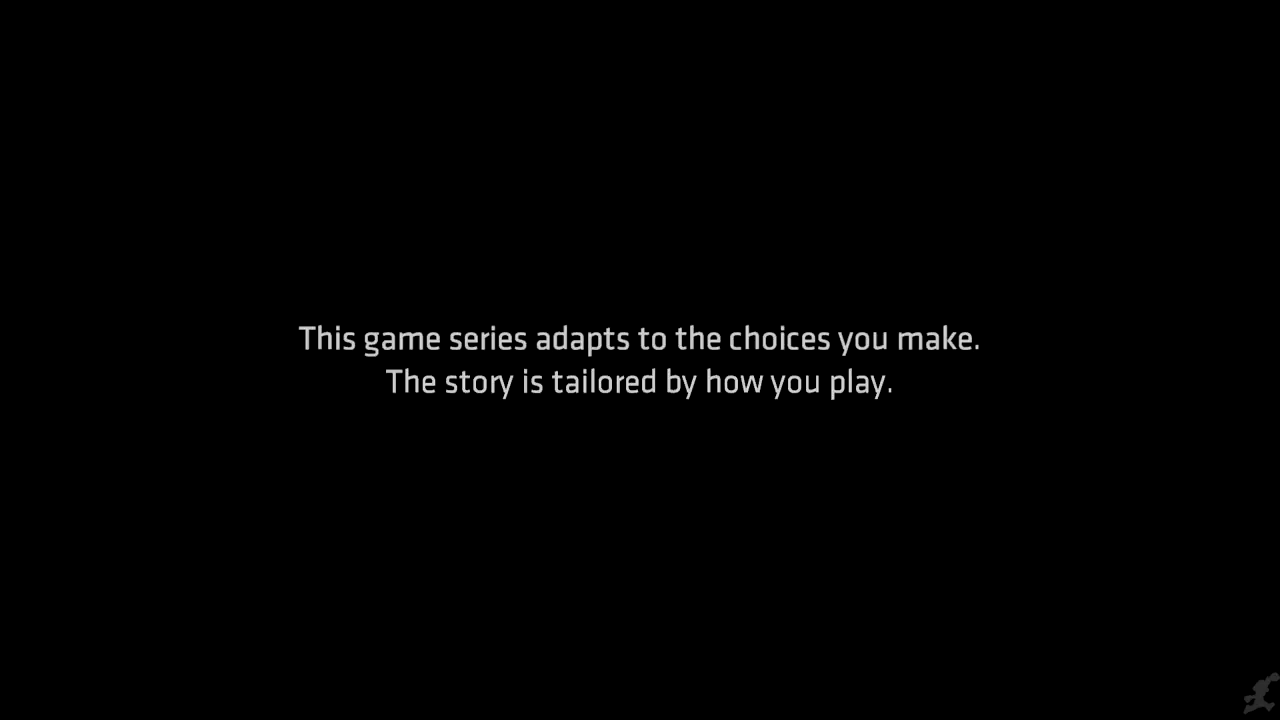 This game series adapts to the choices you make.
The story is tailored by how you play.